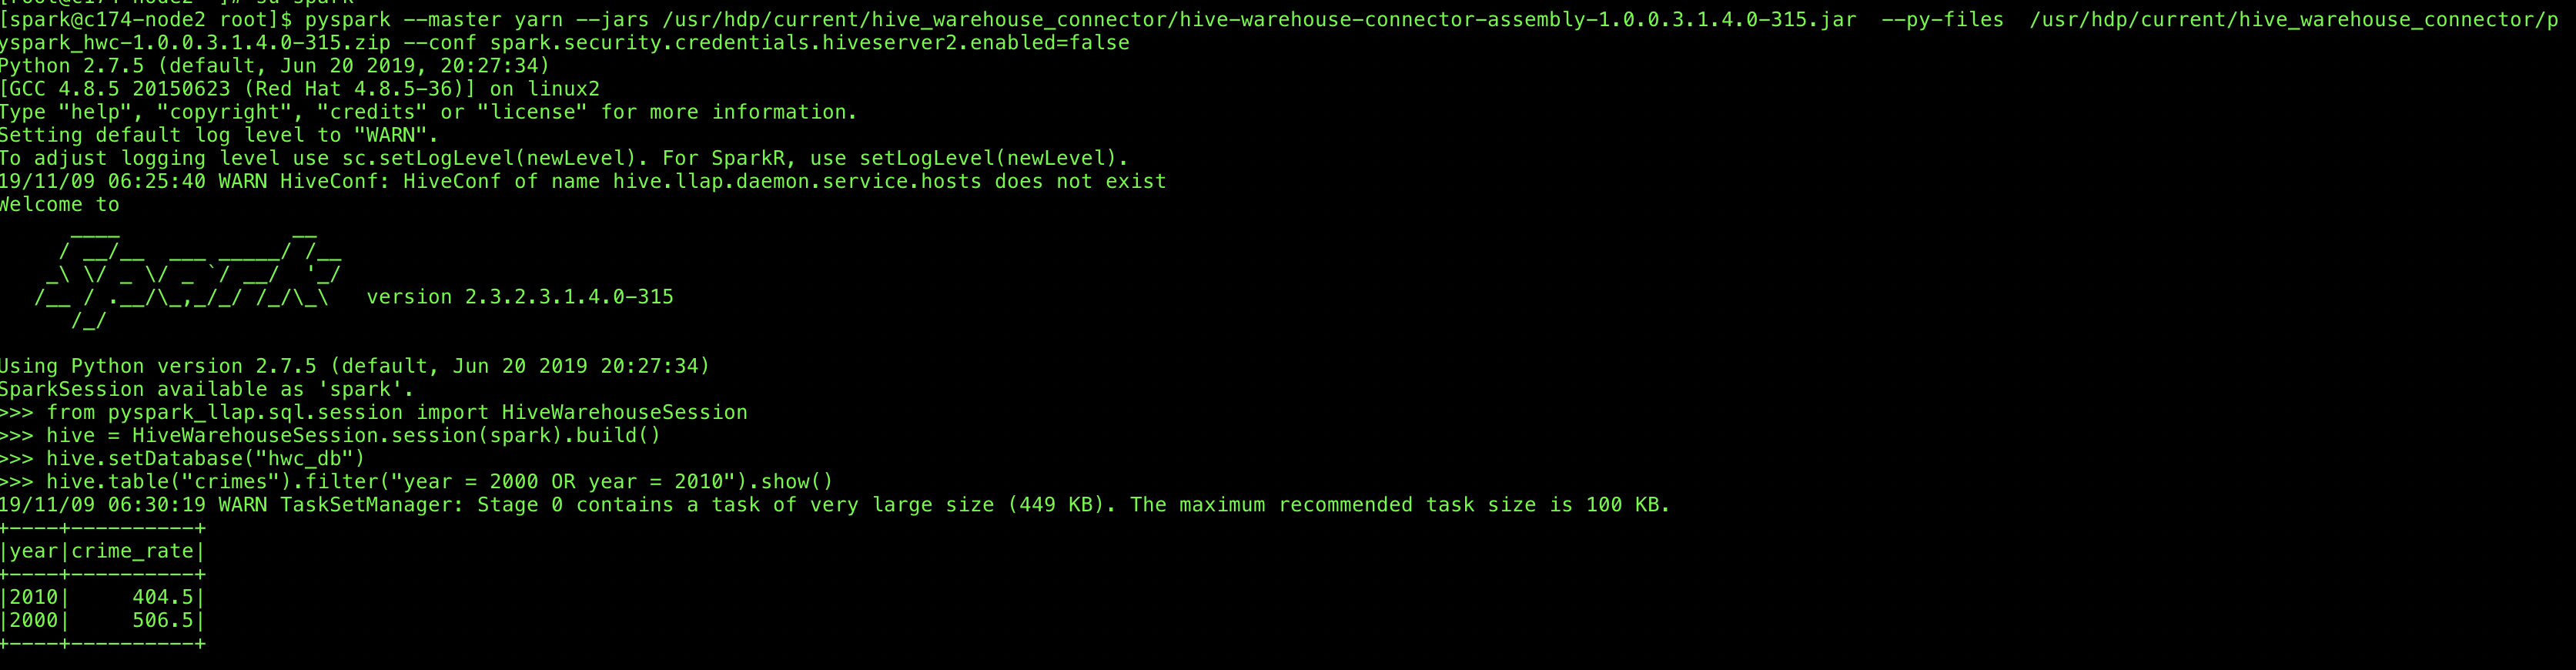 [spark@c174-node2 root]$ pyspark --master yarn --jars /usr/hdp/current/hive_warehouse_connector/hive-warehouse-connector-assembly-1.0.0.3.1.4.0-315.jar  --py-files  /usr/hdp/current/hive_warehouse_connector/p
yspark_hwc-1.0.0.3.1.4.0-315.zip --conf spark.security.credentials.hiveserver2.enabled=false
Python 2.7.5 (default, Jun 20 2019, 20:27:34)
[GCC 4.8.5 20150623 (Red Hat 4.8.5-36)] on linux2
Type "help", "copyright", "credits" or "license" for more information.
Setting default log level to "WARN".
To adjust logging level use sc.setLogLevel(newLevel). For SparkR, use setLogLevel(newLevel).
19/11/09 06:25:40 WARN HiveConf: HiveConf of name hive.llap.daemon.service.hosts does not exist
Welcome to
      ____              __
     / __/__  ___ _____/ /__
    _\ \/ _ \/ _ `/ __/  '_/
   /__ / .__/\_,_/_/ /_/\_\   version 2.3.2.3.1.4.0-315
      /_/
Using Python version 2.7.5 (default, Jun 20 2019 20:27:34)
SparkSession available as 'spark'.
>>> from pyspark_llap.sql.session import HiveWarehouseSession
>>> hive = HiveWarehouseSession.session(spark).build()
>>> hive.setDatabase("hwc_db")
>>> hive.table("crimes").filter("year = 2000 OR year = 2010").show()
19/11/09 06:30:19 WARN TaskSetManager: Stage 0 contains a task of very large size (449 KB). The maximum recommended task size is 100 KB.
+----+----------+
|year|crime_rate|
+----+----------+
|2010|     404.5|
|2000|     506.5|
+----+----------+